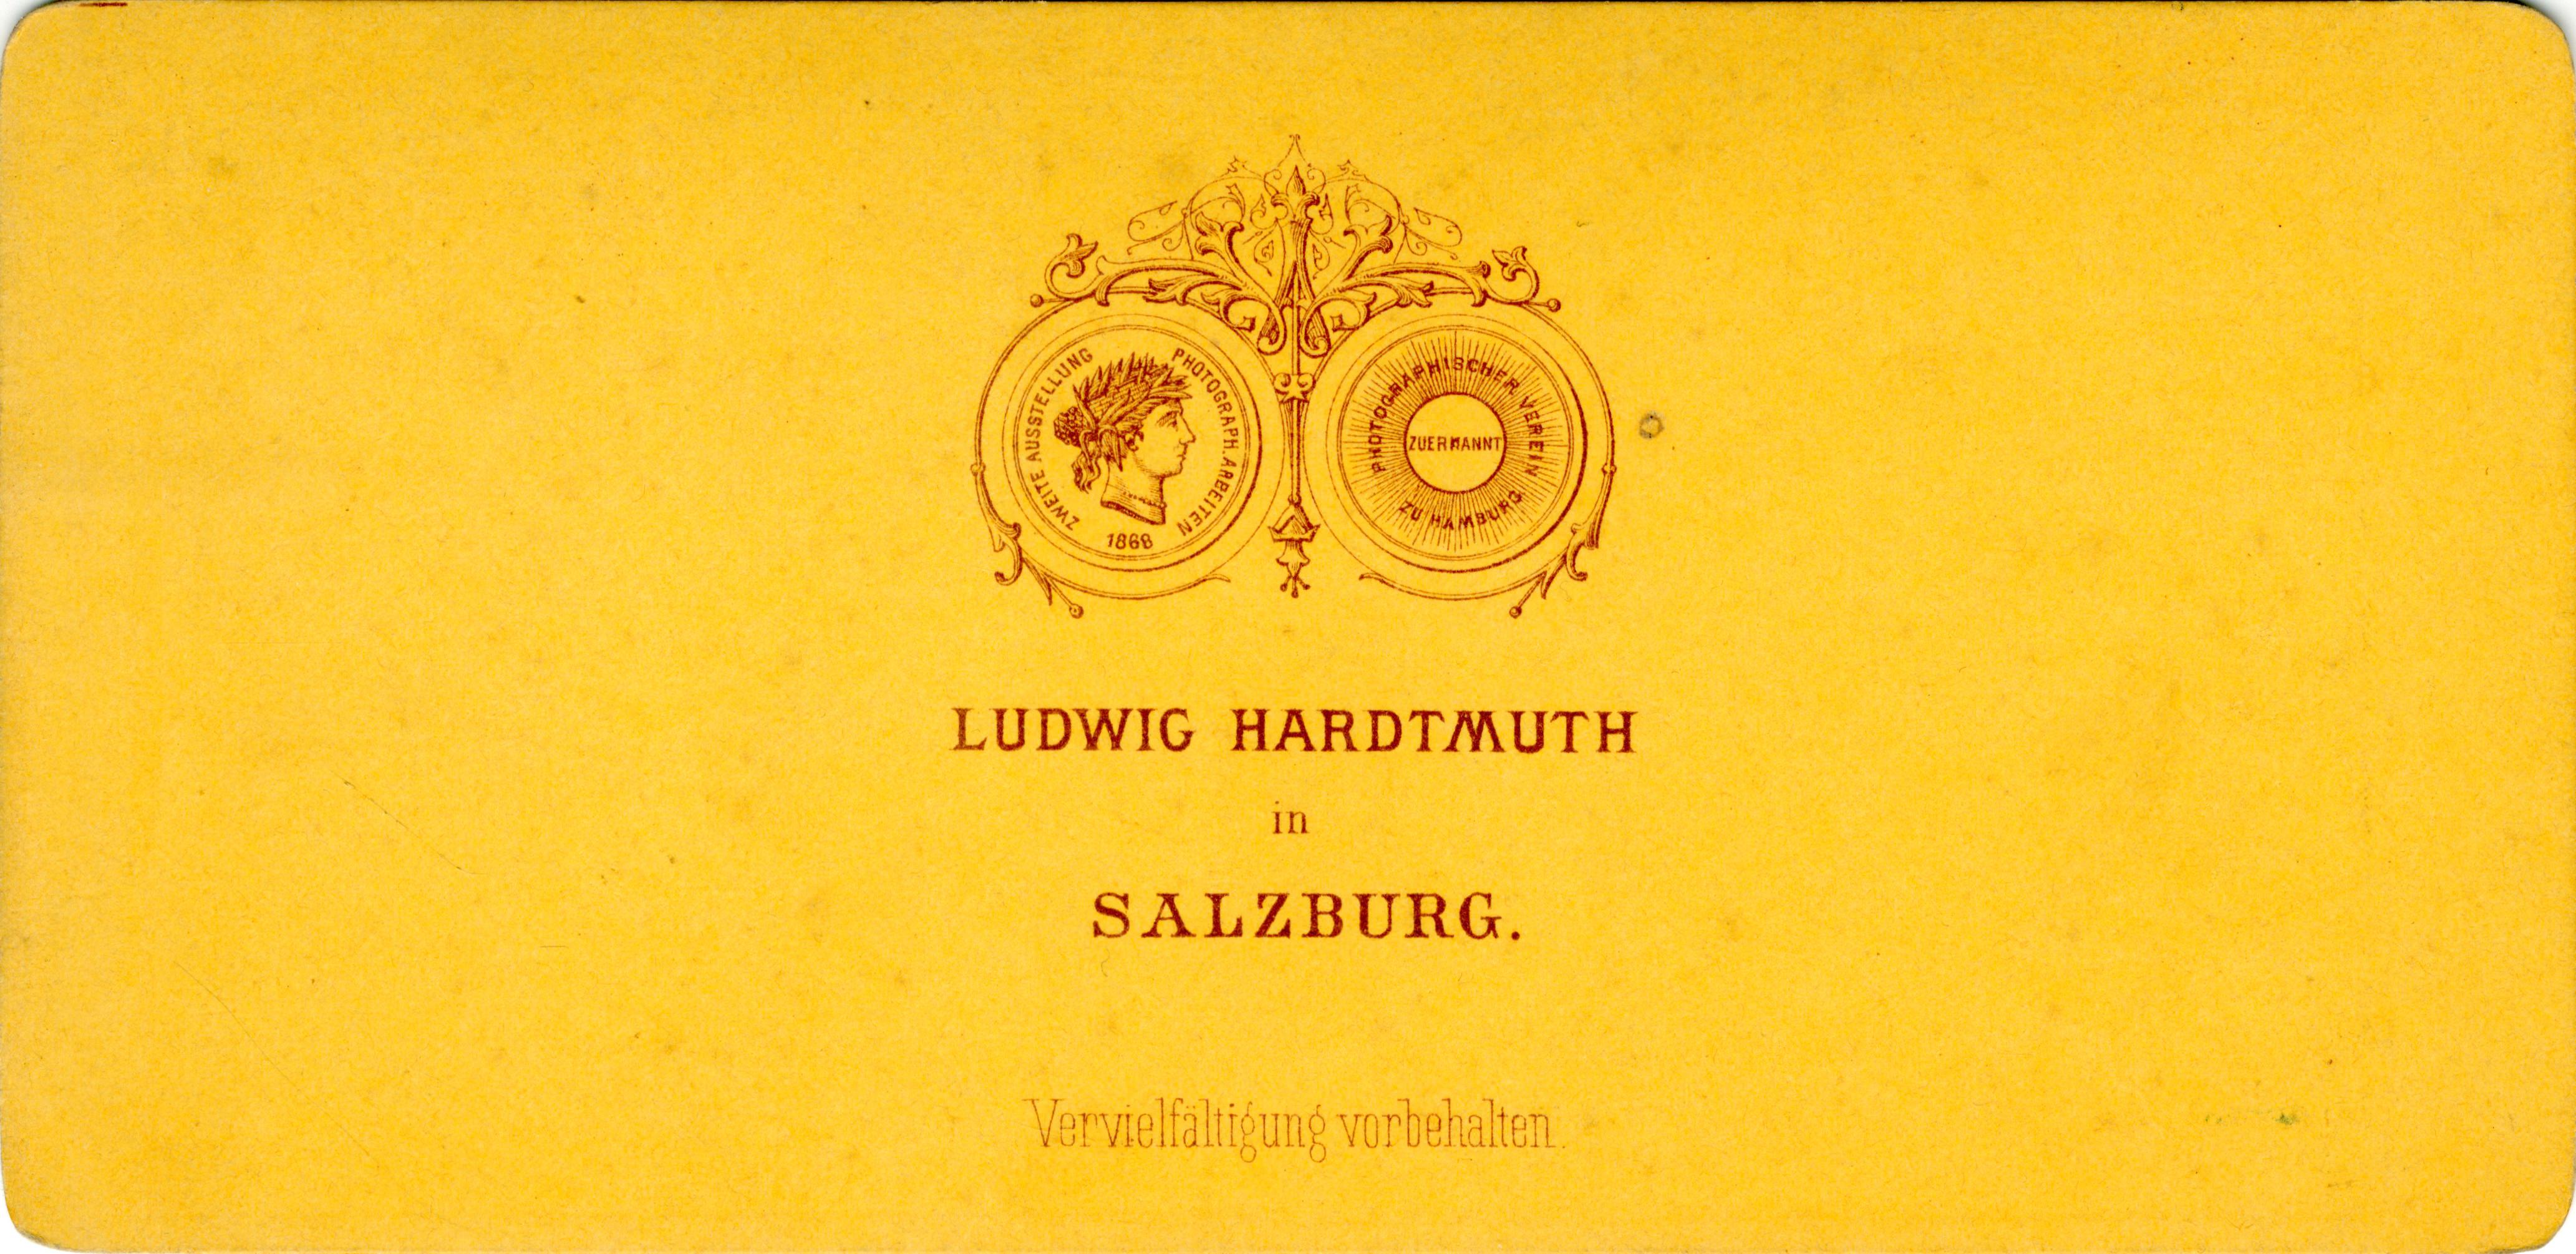 ZWEITE AUSSTELLUNG PHOTOGRAPH. ARBEITEN
1868
PHOTOGRAPHISCHER VEREIN
ZU HAMBURG
ZUERKANNT
LUDWIG HARDTMUTH
in
SALZBURG.
Vervielfältigung vorbehalten.